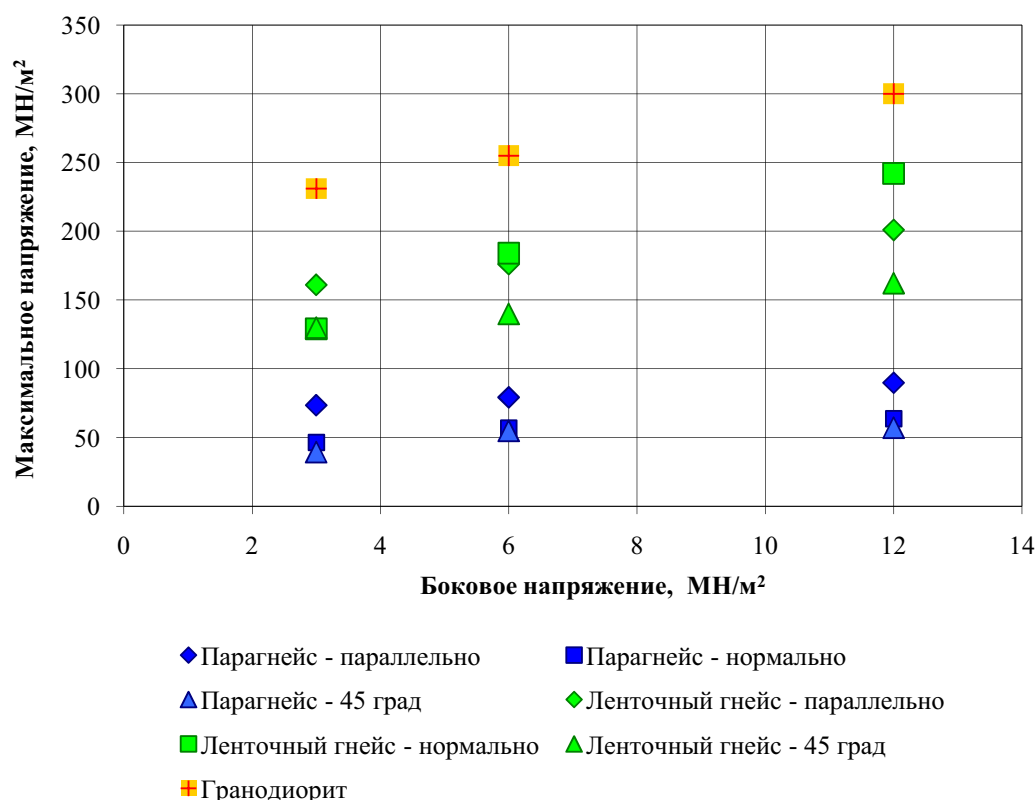 350
300
250
200
150
100
50
0
Максимальное напряжение, МН/м²
0 2 4 6 8 10 12 14
Боковое напряжение, МН/м²
Парагнейс - параллельно
Парагнейс - нормально
Парагнейс - 45 град
Ленточный гнейс - параллельно
Ленточный гнейс - нормально
Ленточный гнейс - 45 град
Гранодиорит